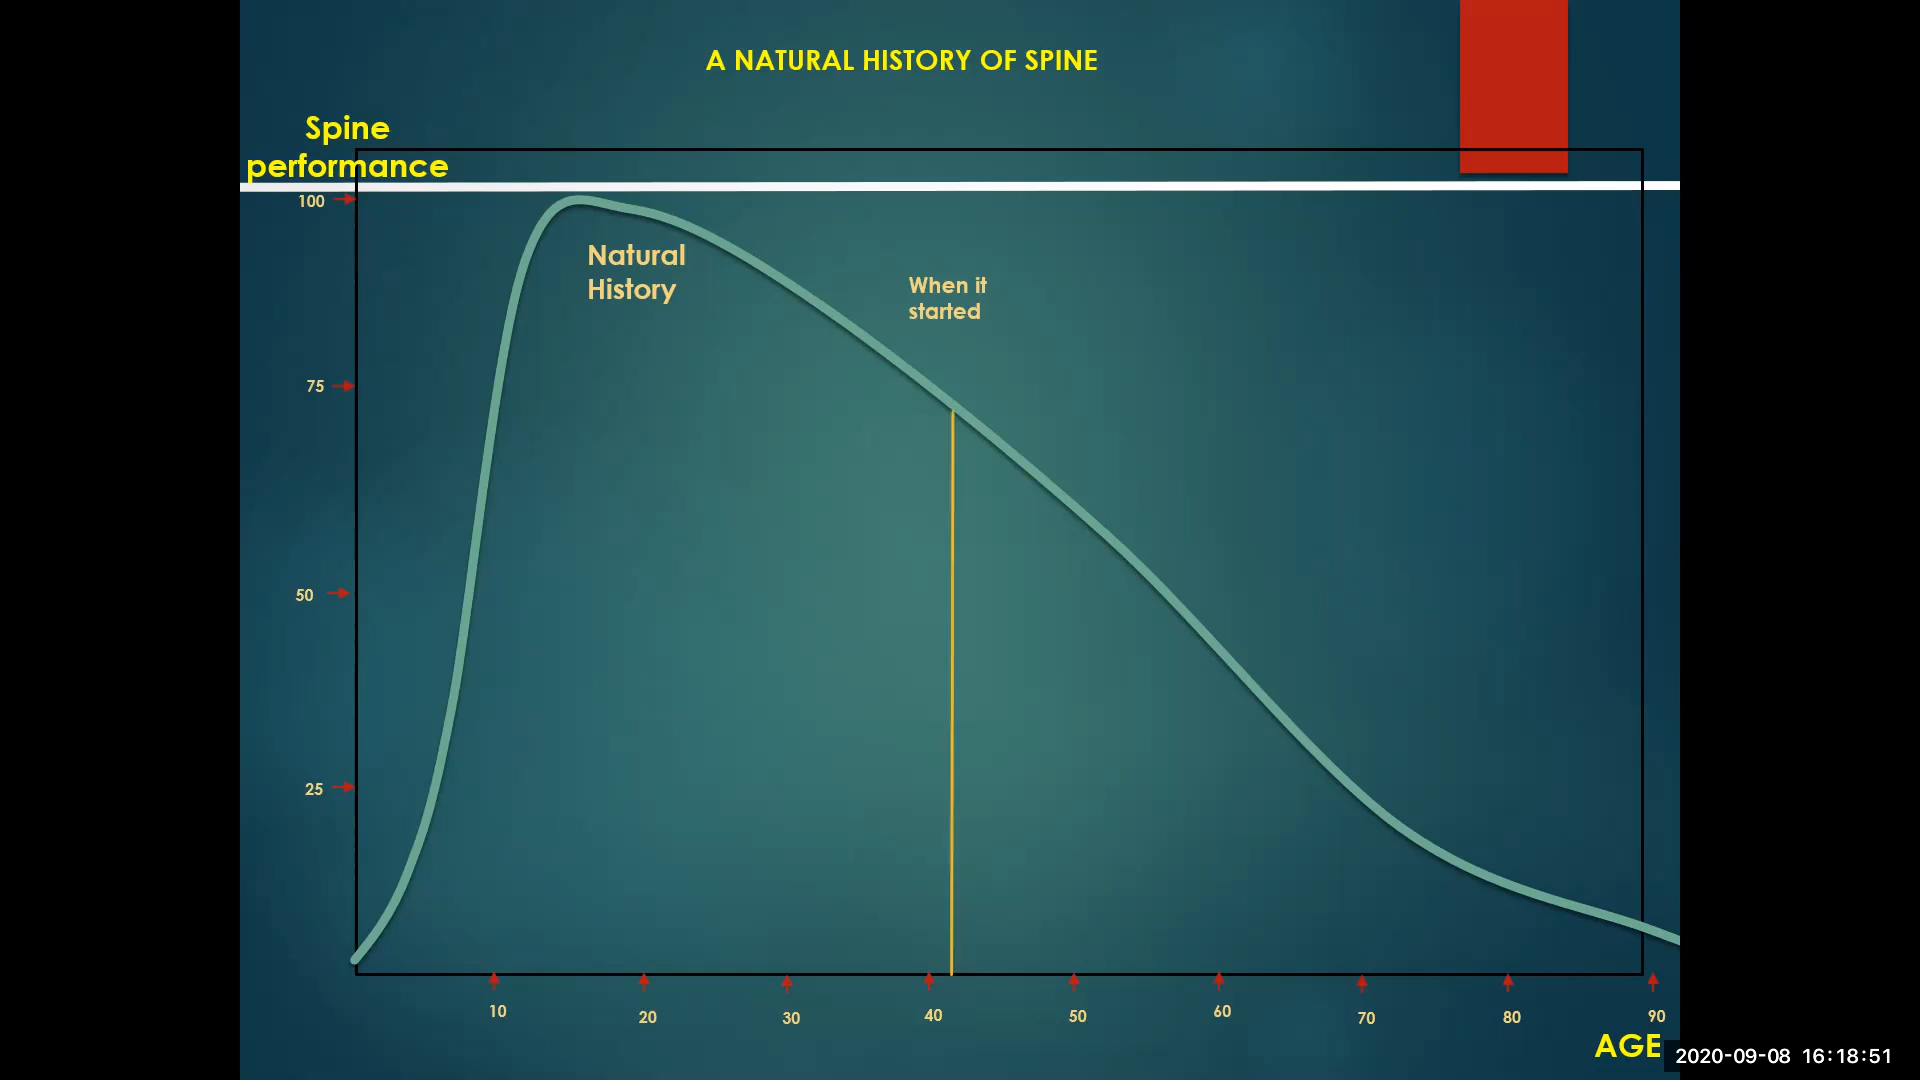 A NATURAL HISTORY OF SPINE
Spine
performance
100
75
50
25
Natural
History
When it
started
10
20
30
40
50
60
70
80
90
AGE
2020-09-08 16:18:51